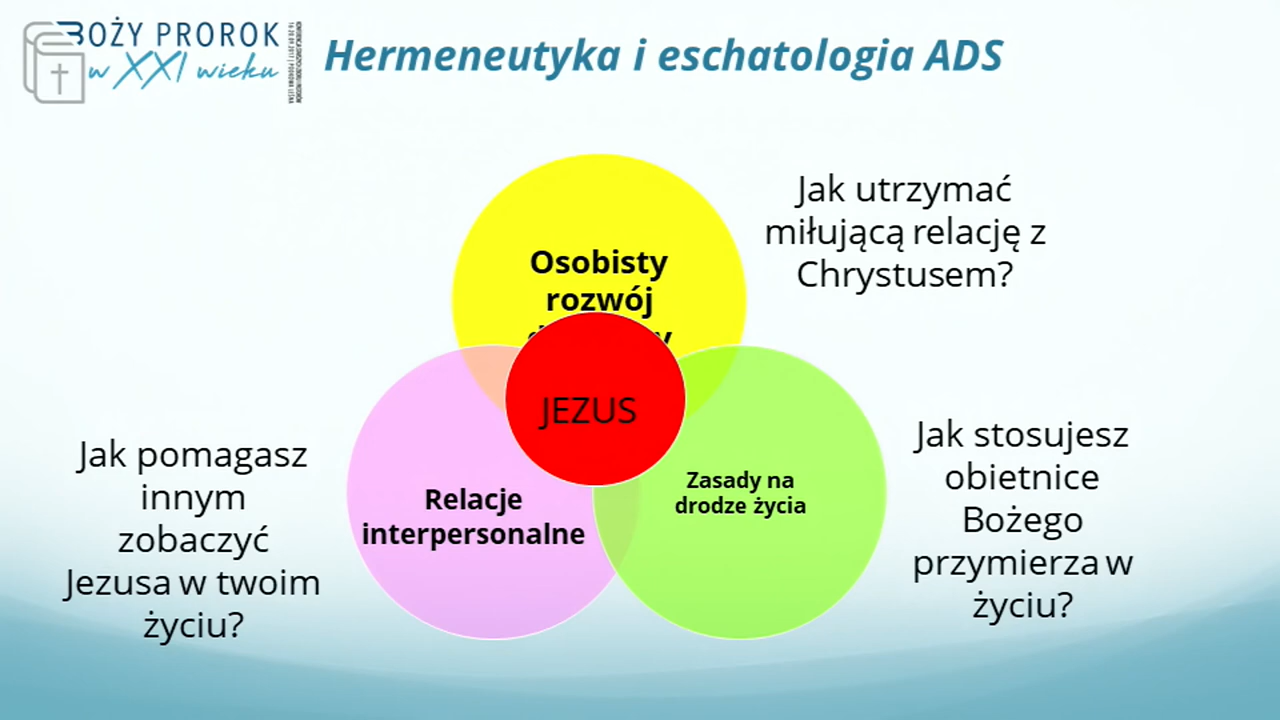 BOŻY PROROK
w XXI wieku
Hermeneutyka i eschatologia ADS
Osobisty
rozwój
JEZUS
Relacje
interpersonalne
Zasady na
drodze życia
Jak utrzymać
miłującą relację z
Chrystusem?
Jak pomagasz
innym
zobaczyć
Jezusa w twoim
życiu?
Jak stosujesz
obietnice
Bożego
przymierza w
życiu?